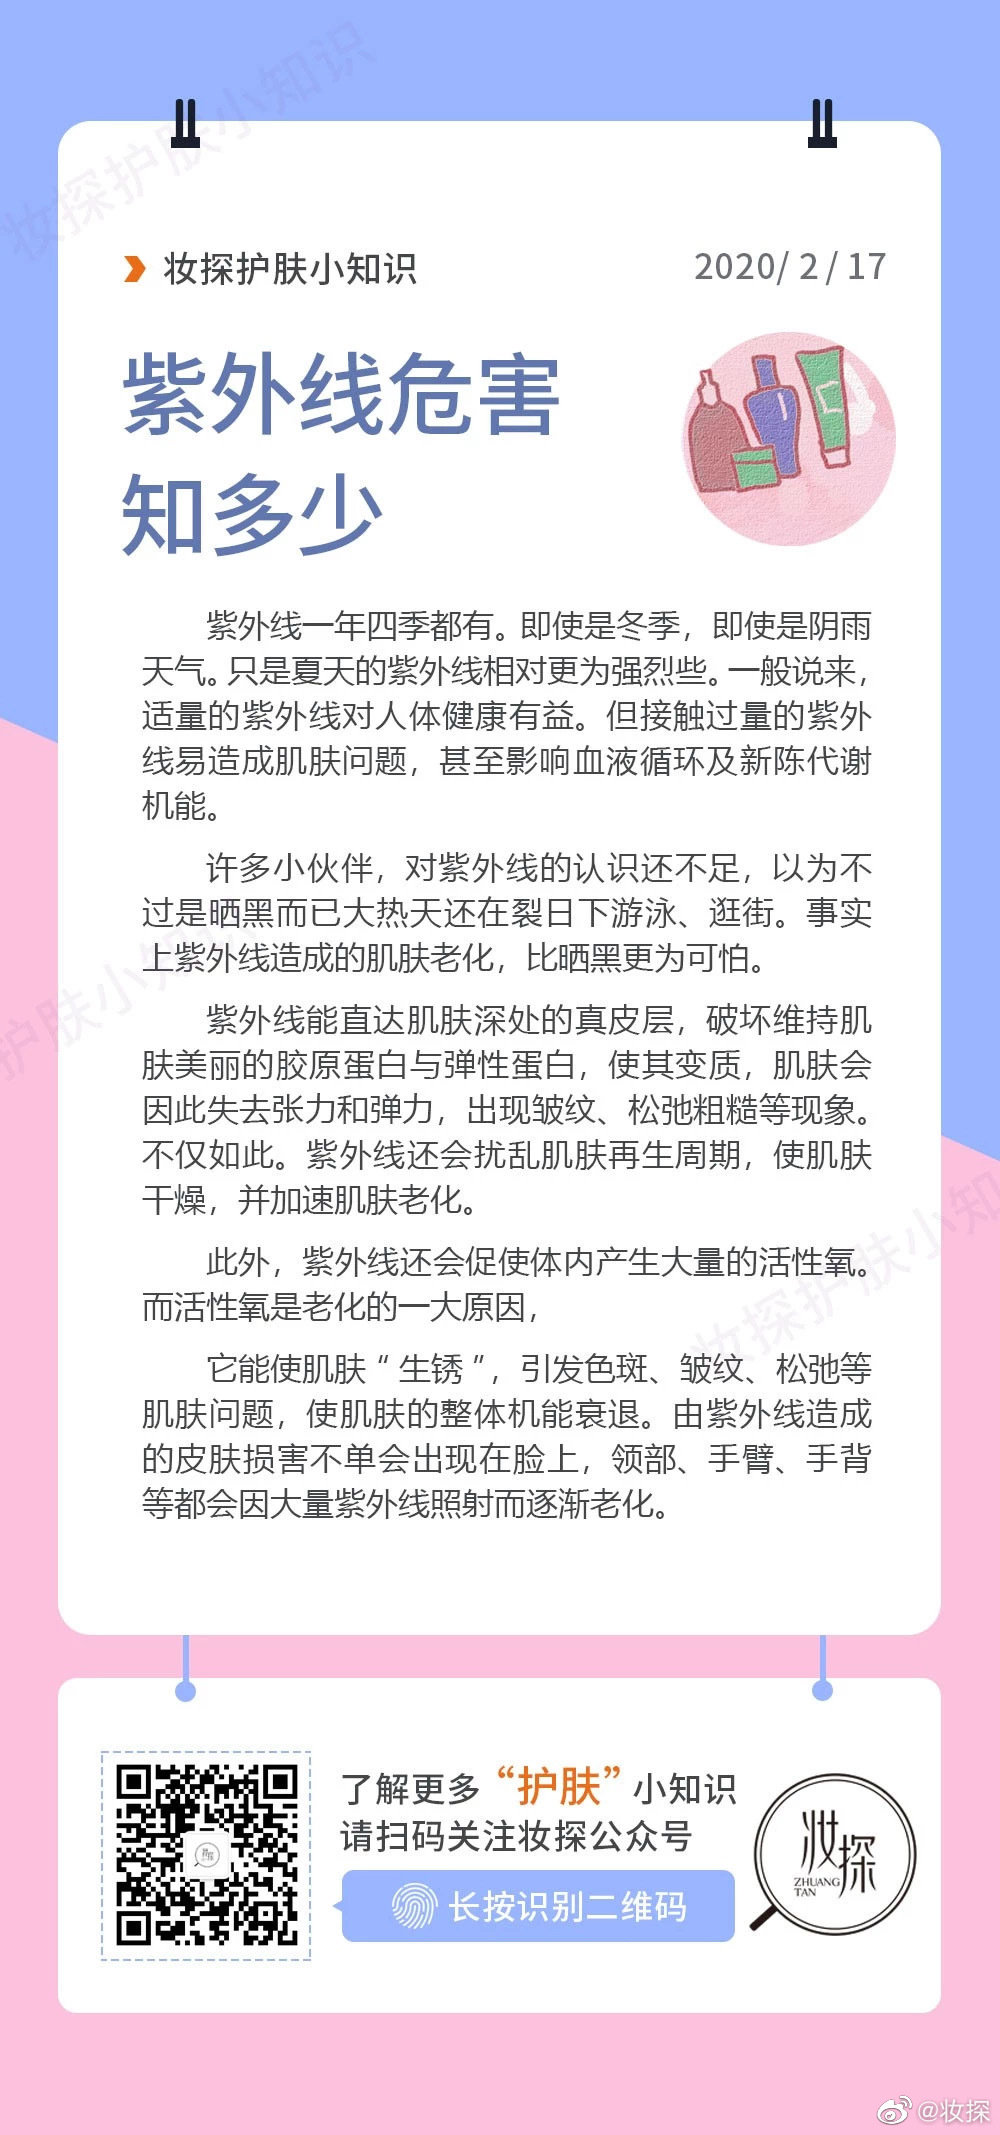 妆探护肤小知识
妆探护肤小知识
2020/ 2 / 17
紫外线危害
知多少
紫外线一年四季都有。即使是冬季，即使是阴雨
天气。只是夏天的紫外线相对更为强烈些。一般说来，
适量的紫外线对人体健康有益。但接触过量的紫外
线易造成肌肤问题，甚至影响血液循环及新陈代谢
机能。
许多小伙伴，对紫外线的认识还不足，以为不
过是晒黑而已大热天还在裂日下游泳、逛街。事实
上紫外线造成的肌肤老化，比晒黑更为可怕。
护肤小知识
紫外线能直达肌肤深处的真皮层，破坏维持肌
肤美丽的胶原蛋白与弹性蛋白，使其变质，肌肤会
因此失去张力和弹力，出现皱纹、松弛粗糙等现象。
不仅如此。紫外线还会扰乱肌肤再生周期，使肌肤
干燥，并加速肌肤老化。
此外，紫外线还会促使体内产生大量的活性氧。
而活性氧是老化的一大原因，
妆探护肤小知
它能使肌肤“生锈”，引发色斑、皱纹、松弛等
肌肤问题，使肌肤的整体机能衰退。由紫外线造成
的皮肤损害不单会出现在脸上，领部、手臂、手背
等都会因大量紫外线照射而逐渐老化。
了解更多“护肤”小知识
请扫码关注妆探公众号
长按识别二维码
妆探
ZHUANG
TAN
@妆探